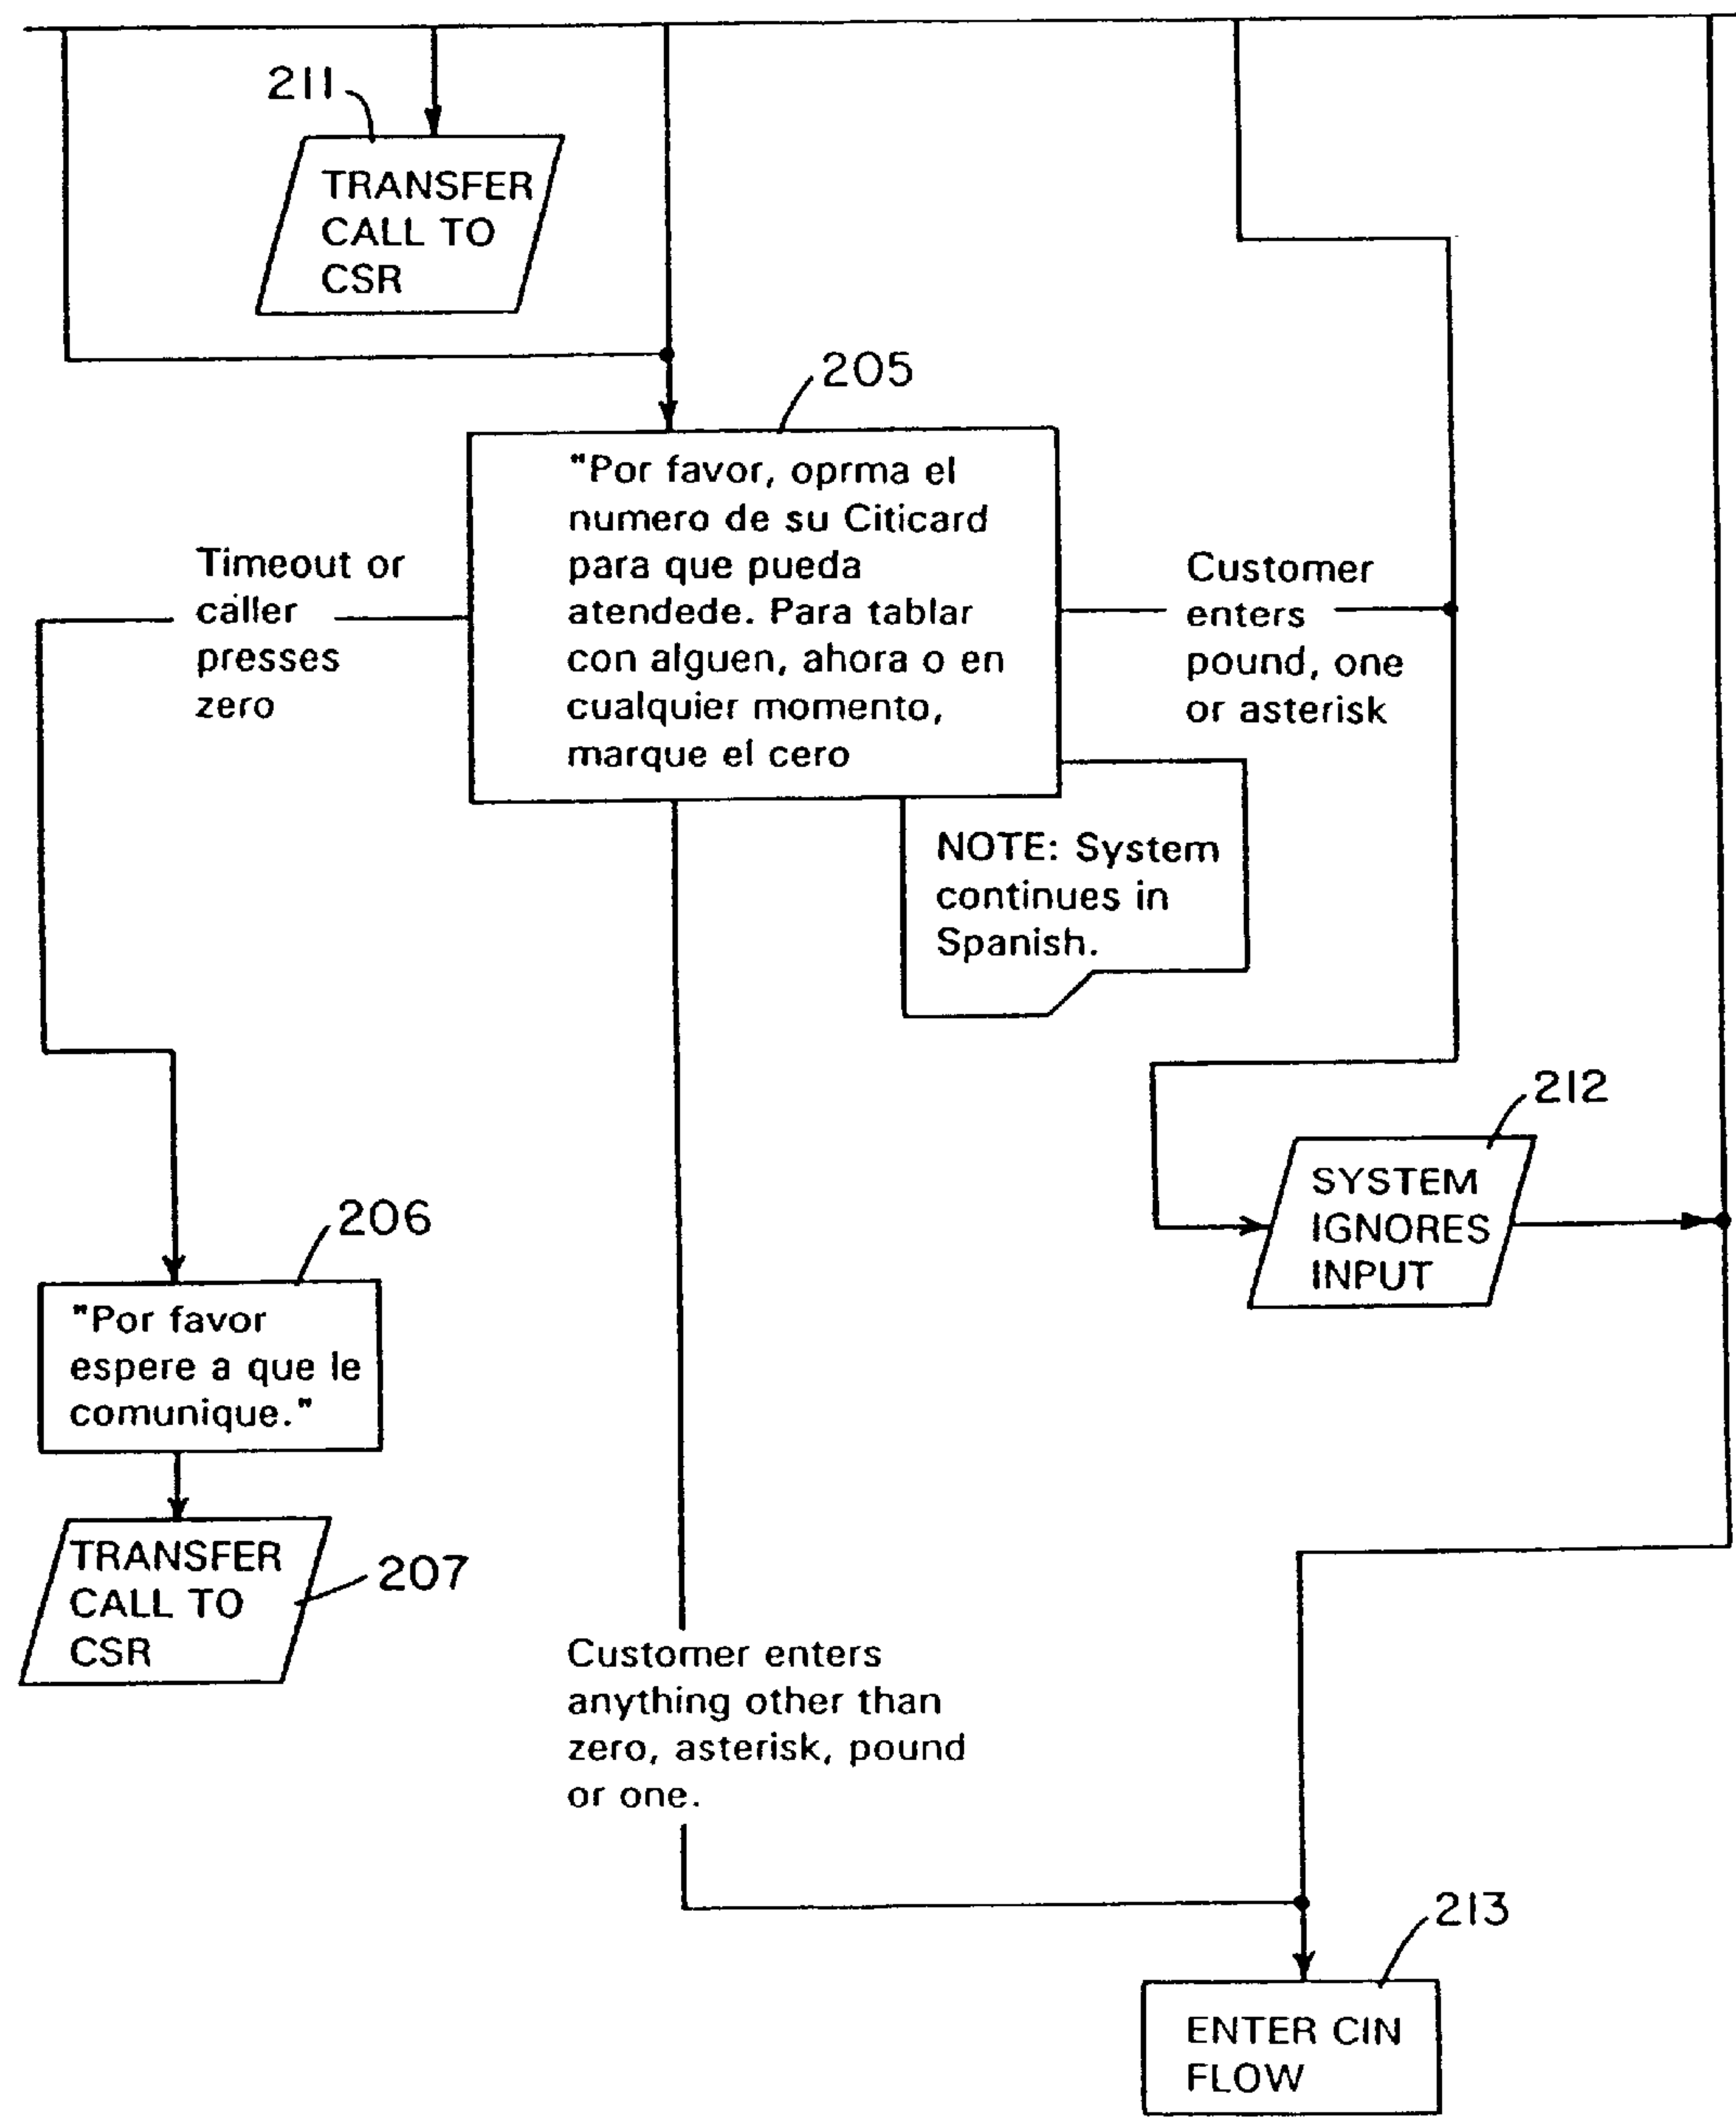 211
TRANSFER
CALL TO
CSR
205
"Por favor, oprma el
numero de su Citicard
para que pueda
atendede. Para tablar
con alguen, ahora o en
cualquier momento,
marque el cero
Timeout or
caller
presses
zero
Customer
enters
pound, one
or asterisk
NOTE: System
continues in
Spanish.
212
SYSTEM
IGNORES
INPUT
206
"Por favor
espere a que le
comunique."
207
TRANSFER
CALL TO
CSR
Customer enters
anything other than
zero, asterisk, pound
or one.
213
ENTER CIN
FLOW